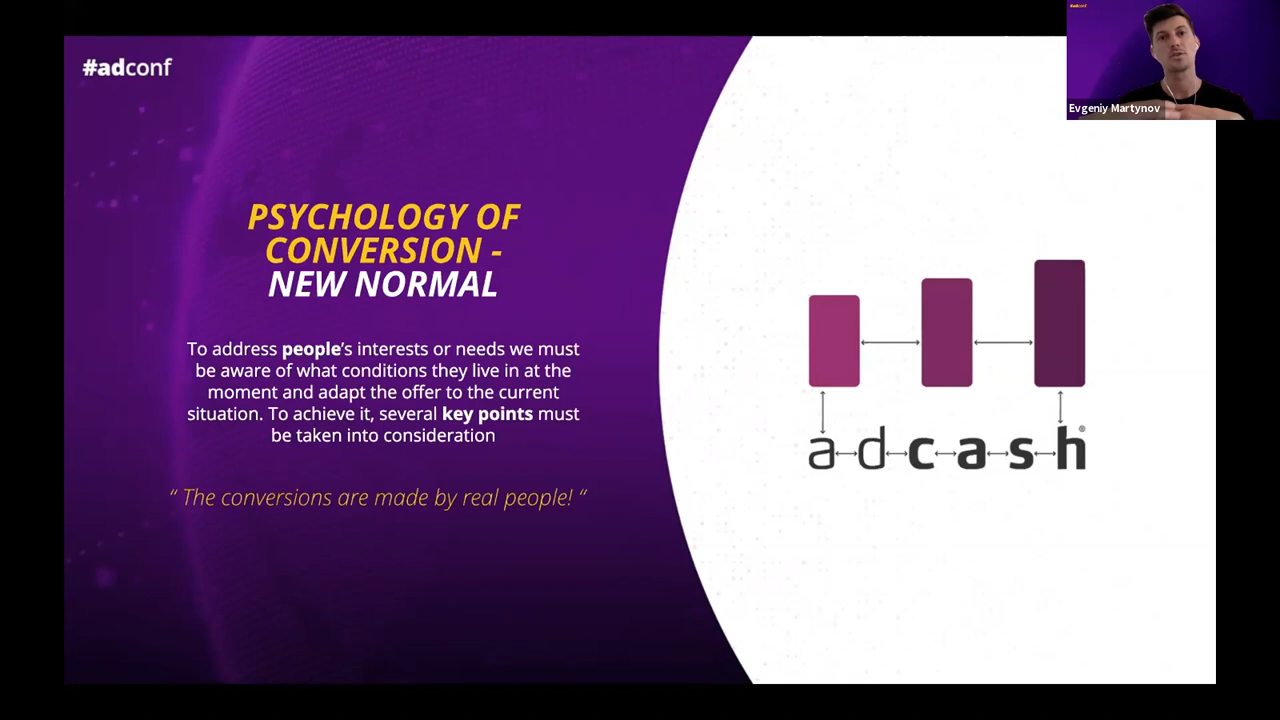 #adconf
PSYCHOLOGY OF
CONVERSION -
NEW NORMAL
To address people's interests or needs we must
be aware of what conditions they live in at the
moment and adapt the offer to the current
situation. To achieve it, several key points must
be taken into consideration
“ The conversions are made by real people! “
adcash®
#adconf
Evgeniy Martynov